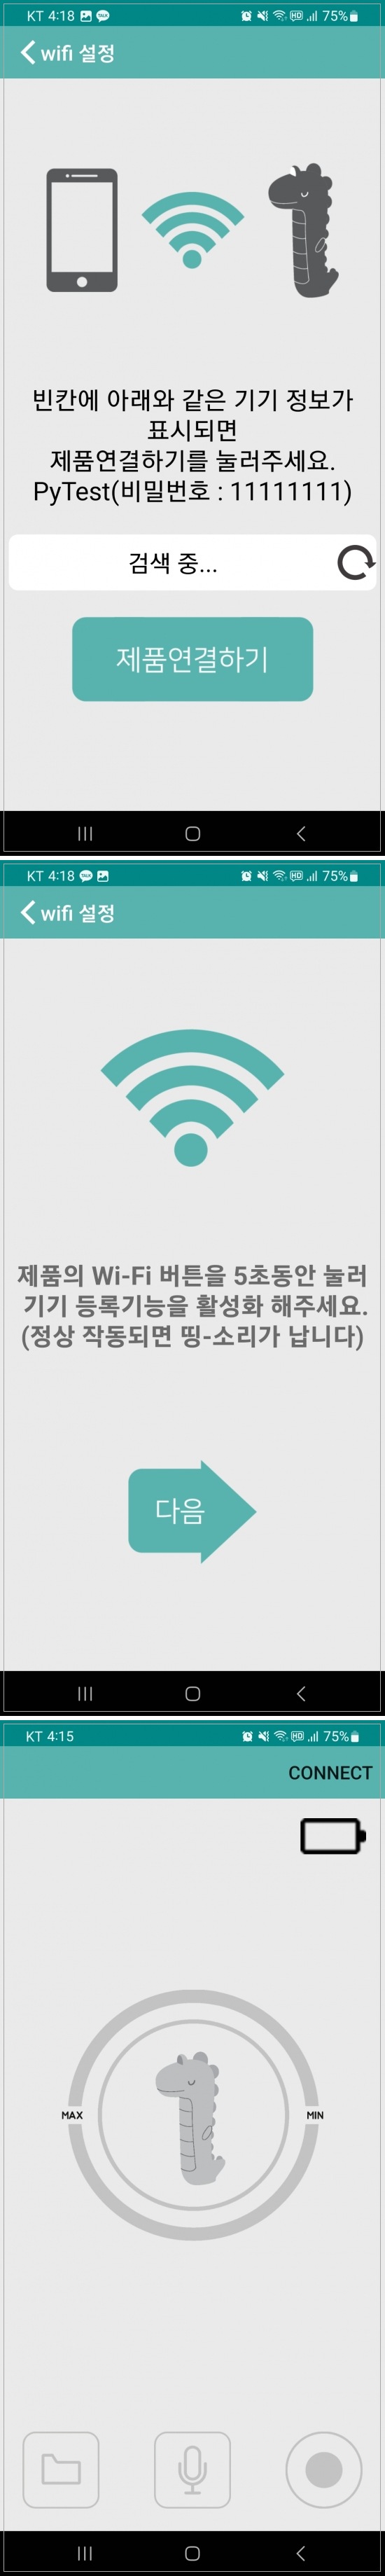 KT 4:18 75%
wifi 설정
빈칸에 아래와 같은 기기 정보가
표시되면
제품연결하기를 눌러주세요.
PyTest(비밀번호 : 11111111)
검색 중...
제품연결하기
KT 4:18 75%
wifi 설정
제품의 Wi-Fi 버튼을 5초동안 눌러
기기 등록기능을 활성화 해주세요.
(정상 작동되면 띵-소리가 납니다)
다음
KT 4:15 75%
CONNECT
MAX MIN